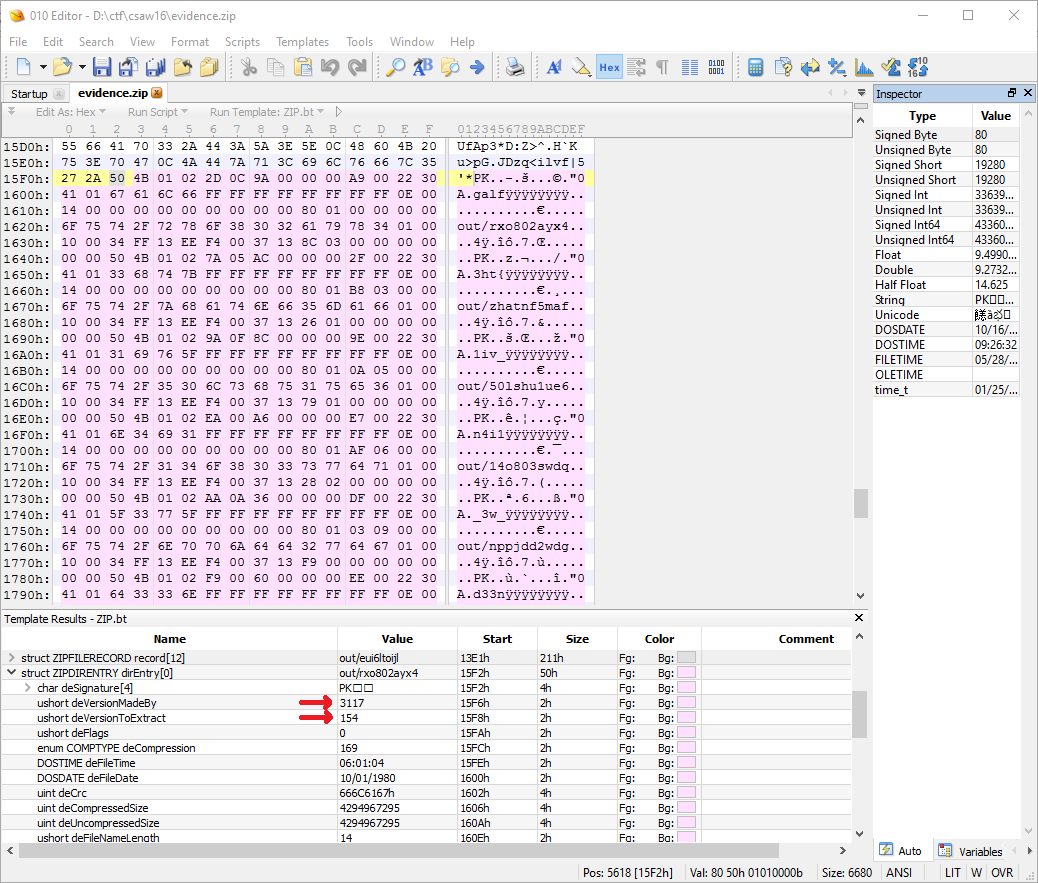 010 Editor - D:\ctf\csaw16\evidence.zip
File Edit Search View Format Scripts Templates Tools Window Help
Startup evidence.zip
Edit As: Hex Run Script Run Template: ZIP.bt
0 1 2 3 4 5 6 7 8 9 A B C D E F 0123456789ABCDEF
15D0h: 55 66 41 70 33 2A 44 3A 5A 3E 5E 0C 48 60 4B 20 UfAp3*D:Z>^.H`K
15E0h: 75 3E 70 47 0C 4A 44 7A 71 3C 69 6C 76 66 7C 35 u>pG.JDzq<ilvf|5
15F0h: 27 2A 50 4B 01 02 2D 0C 9A 00 00 00 A9 00 22 30 '*PK..-.š...©."0
1600h: 41 01 67 61 6C 66 FF FF FF FF FF FF FF FF 0E 00 A.galfÿÿÿÿÿÿÿÿ..
1610h: 14 00 00 00 00 00 00 00 00 00 80 01 00 00 00 00 ..........€.....
1620h: 6F 75 74 2F 72 78 6F 38 30 32 61 79 78 34 01 00 out/rxo802ayx4..
1630h: 10 00 34 FF 13 EE F4 00 37 13 8C 03 00 00 00 00 ..4ÿ.îô.7.Œ.....
1640h: 00 00 50 4B 01 02 7A 05 AC 00 00 00 2F 00 22 30 ..PK..z.¬.../."0
1650h: 41 01 33 68 74 7B FF FF FF FF FF FF FF FF 0E 00 A.3ht{ÿÿÿÿÿÿÿÿ..
1660h: 14 00 00 00 00 00 00 00 00 00 80 01 B8 03 00 00 ..........€.¸...
1670h: 6F 75 74 2F 7A 68 61 74 6E 66 35 6D 61 66 01 00 out/zhatnf5maf..
1680h: 10 00 34 FF 13 EE F4 00 37 13 26 01 00 00 00 00 ..4ÿ.îô.7.&.....
1690h: 00 00 50 4B 01 02 9A 0F 8C 00 00 00 9E 00 22 30 ..PK..š.Œ...ž."0
16A0h: 41 01 31 69 76 5F FF FF FF FF FF FF FF FF 0E 00 A.1iv_ÿÿÿÿÿÿÿÿ..
16B0h: 14 00 00 00 00 00 00 00 00 00 80 01 0A 05 00 00 ..........€.....
16C0h: 6F 75 74 2F 35 30 6C 73 68 75 31 75 65 36 01 00 out/50lshu1ue6..
16D0h: 10 00 34 FF 13 EE F4 00 37 13 79 01 00 00 00 00 ..4ÿ.îô.7.y.....
16E0h: 00 00 50 4B 01 02 EA 00 A6 00 00 00 E7 00 22 30 ..PK..ê.¦...ç."0
16F0h: 41 01 6E 34 69 31 FF FF FF FF FF FF FF FF 0E 00 A.n4i1ÿÿÿÿÿÿÿÿ..
1700h: 14 00 00 00 00 00 00 00 00 00 80 01 AF 06 00 00 ..........€.¯...
1710h: 6F 75 74 2F 31 34 6F 38 30 33 73 77 64 71 01 00 out/14o803swdq..
1720h: 10 00 34 FF 13 EE F4 00 37 13 28 02 00 00 00 00 ..4ÿ.îô.7.(.....
1730h: 00 00 50 4B 01 02 AA 0A 36 00 00 00 DF 00 22 30 ..PK..ª.6...ß."0
1740h: 41 01 5F 33 77 5F FF FF FF FF FF FF FF FF 0E 00 A._3w_ÿÿÿÿÿÿÿÿ..
1750h: 14 00 00 00 00 00 00 00 00 00 80 01 03 09 00 00 ..........€.....
1760h: 6F 75 74 2F 6E 70 70 6A 64 64 32 77 64 67 01 00 out/nppjdd2wdg..
1770h: 10 00 34 FF 13 EE F4 00 37 13 F9 00 00 00 00 00 ..4ÿ.îô.7.ù.....
1780h: 00 00 50 4B 01 02 F9 00 60 00 00 00 EE 00 22 30 ..PK..ù.`...î."0
1790h: 41 01 64 33 33 6E FF FF FF FF FF FF FF FF 0E 00 A.d33nÿÿÿÿÿÿÿÿ..
Inspector
Type Value
Signed Byte 80
Unsigned Byte 80
Signed Short 19280
Unsigned Short 19280
Signed Int 33639...
Unsigned Int 33639...
Signed Int64 43360...
Unsigned Int64 43360...
Float 9.4990...
Double 9.2732...
Half Float 14.625
String PK□□...
Unicode
DOSDATE 10/16/...
DOSTIME 09:26:32
FILETIME 05/28/...
OLETIME
time_t 01/25/...
Auto Variables
Template Results - ZIP.bt
Name Value Start Size Color Comment
struct ZIPFILERECORD record[12] out/eui6ltoijl 13E1h 211h Fg: Bg:
struct ZIPDIRENTRY dirEntry[0] out/rxo802ayx4 15F2h 50h Fg: Bg:
char deSignature[4] PK□□ 15F2h 4h Fg: Bg:
ushort deVersionMadeBy 3117 15F6h 2h Fg: Bg:
ushort deVersionToExtract 154 15F8h 2h Fg: Bg:
ushort deFlags 0 15FAh 2h Fg: Bg:
enum COMPTYPE deCompression 169 15FCh 2h Fg: Bg:
DOSTIME deFileTime 06:01:04 15FEh 2h Fg: Bg:
DOSDATE deFileDate 10/01/1980 1600h 2h Fg: Bg:
uint deCrc 666C6167h 1602h 4h Fg: Bg:
uint deCompressedSize 4294967295 1606h 4h Fg: Bg:
uint deUncompressedSize 4294967295 160Ah 4h Fg: Bg:
ushort deFileNameLength 14 160Eh 2h Fg: Bg:
Pos: 5618 [15F2h] Val: 80 50h 01010000b Size: 6680 ANSI LIT W OVR